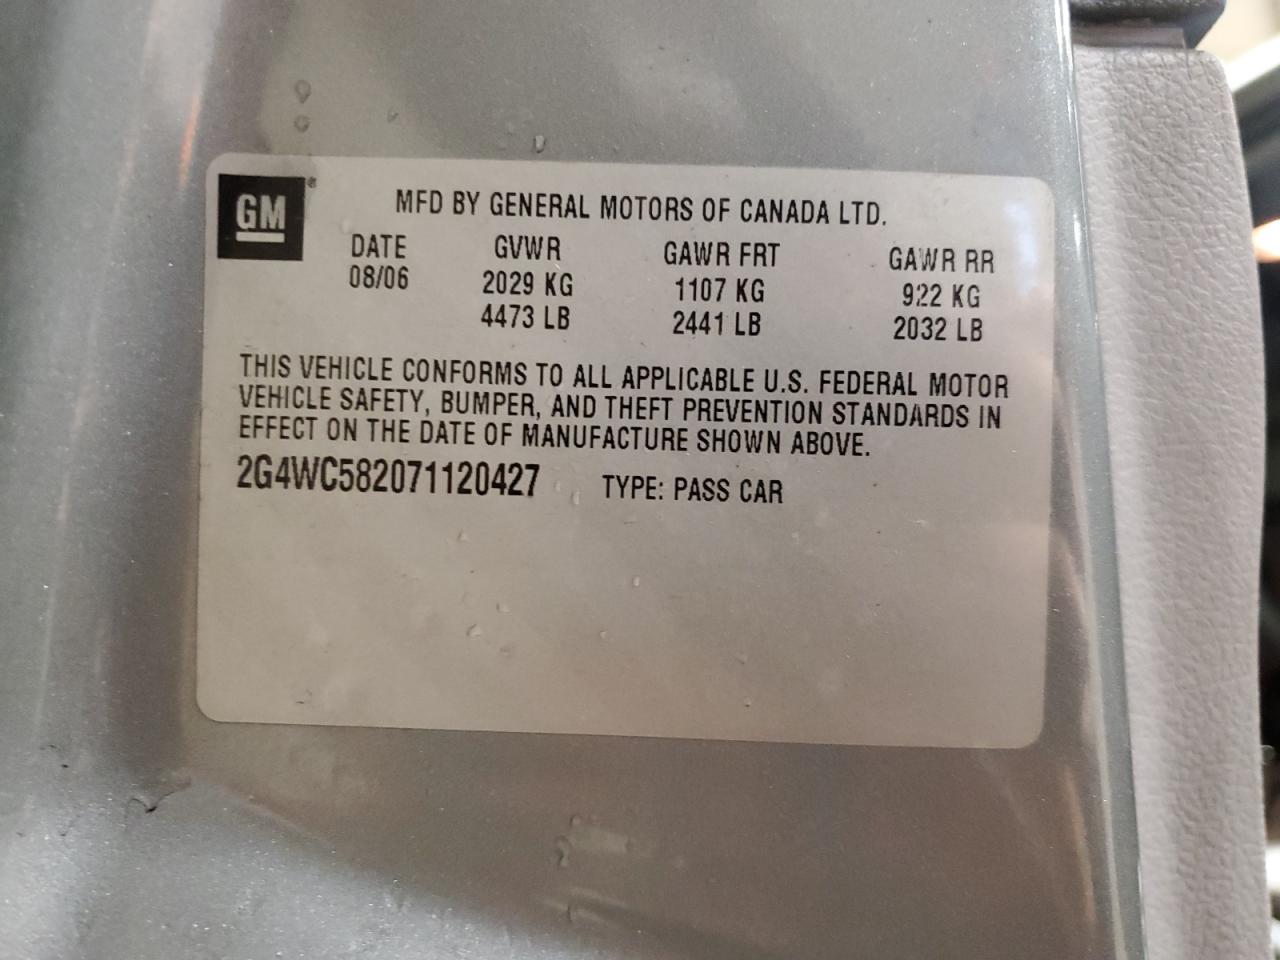 GM®
MFD BY GENERAL MOTORS OF CANADA LTD.
DATE GVWR GAWR FRT GAWR RR
08/06 2029 KG 1107 KG 922 KG
4473 LB 2441 LB 2032 LB
THIS VEHICLE CONFORMS TO ALL APPLICABLE U.S. FEDERAL MOTOR
VEHICLE SAFETY, BUMPER, AND THEFT PREVENTION STANDARDS IN
EFFECT ON THE DATE OF MANUFACTURE SHOWN ABOVE.
2G4WC582071120427 TYPE: PASS CAR